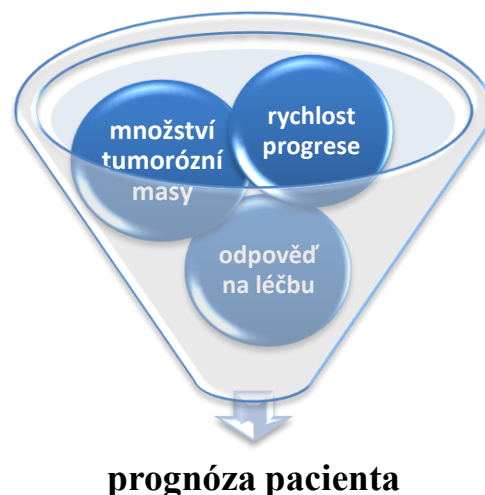 množství
tumorózní
masy
rychlost
progrese
odpověď
na léčbu
prognóza pacienta